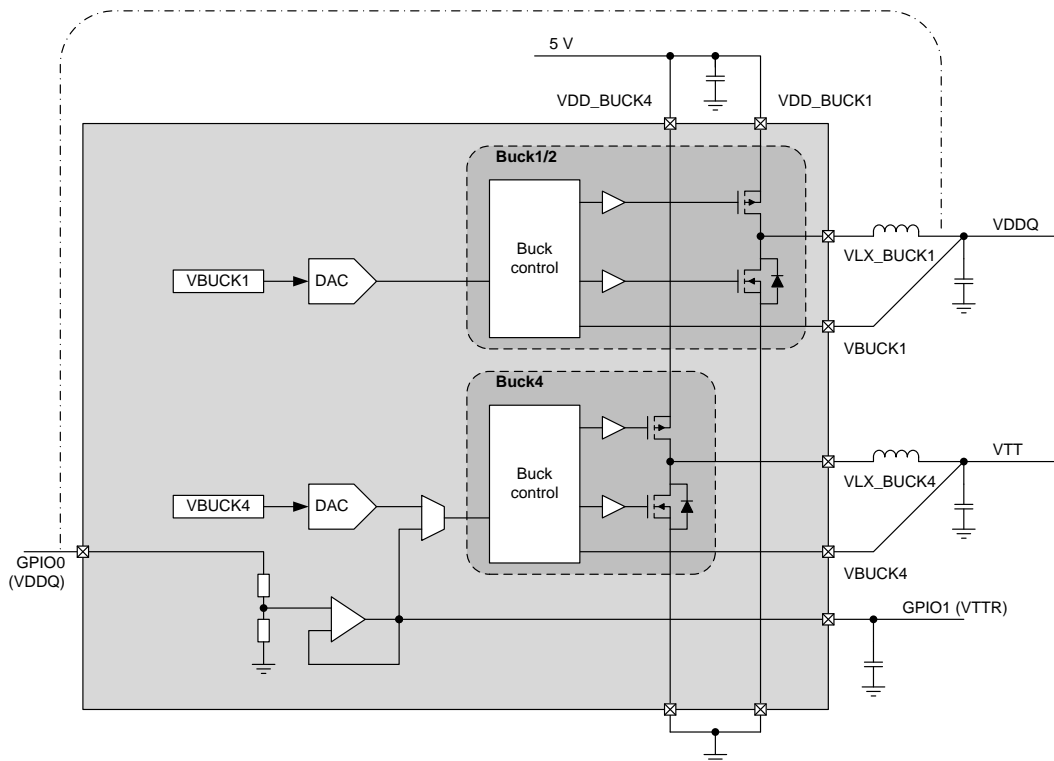 5 V
VDD_BUCK4
VDD_BUCK1
Buck1/2
Buck
control
VDDQ
VLX_BUCK1
VBUCK1
DAC
VBUCK1
Buck4
Buck
control
VTT
VLX_BUCK4
VBUCK4
DAC
GPIO0
(VDDQ)
VBUCK4
GPIO1 (VTTR)